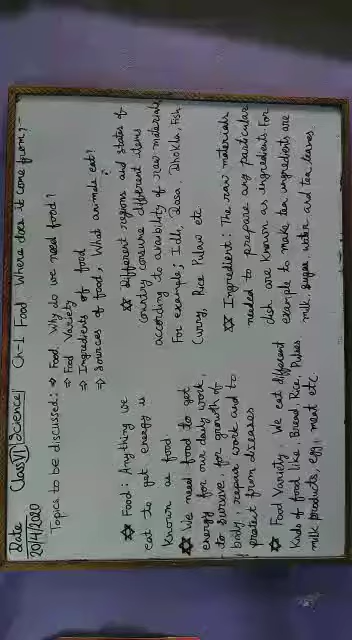 Date
20/4/2020
Class VI Science
Ch-1 Food Where does it come from:-
Topics to be discussed: ⇒ Food, Why do we need food?
⇒ Food Variety
⇒ Ingredients of food
⇒ Sources of food, What animals eat?
✡ Food: Anything we
eat to get energy is
known as food.
✡ We need food to get
energy for our daily work,
to survive, for growth of
body, repair work and to
protect from diseases
✡ Food Variety We eat different
kinds of food like Bread, Rice, Pulses
milk products, egg, meat etc.
✡ Different regions and states of
country consume different items
according to avaibility of raw materials
For example; Idli, Dosa Dhokla, Fish
Curry, Rice Pulao etc
✡ Ingredient: The raw materials
needed to prepare any particular
dish are known as ingredients For
example to make tea ingredients are
milk, sugar water and tea leaves.